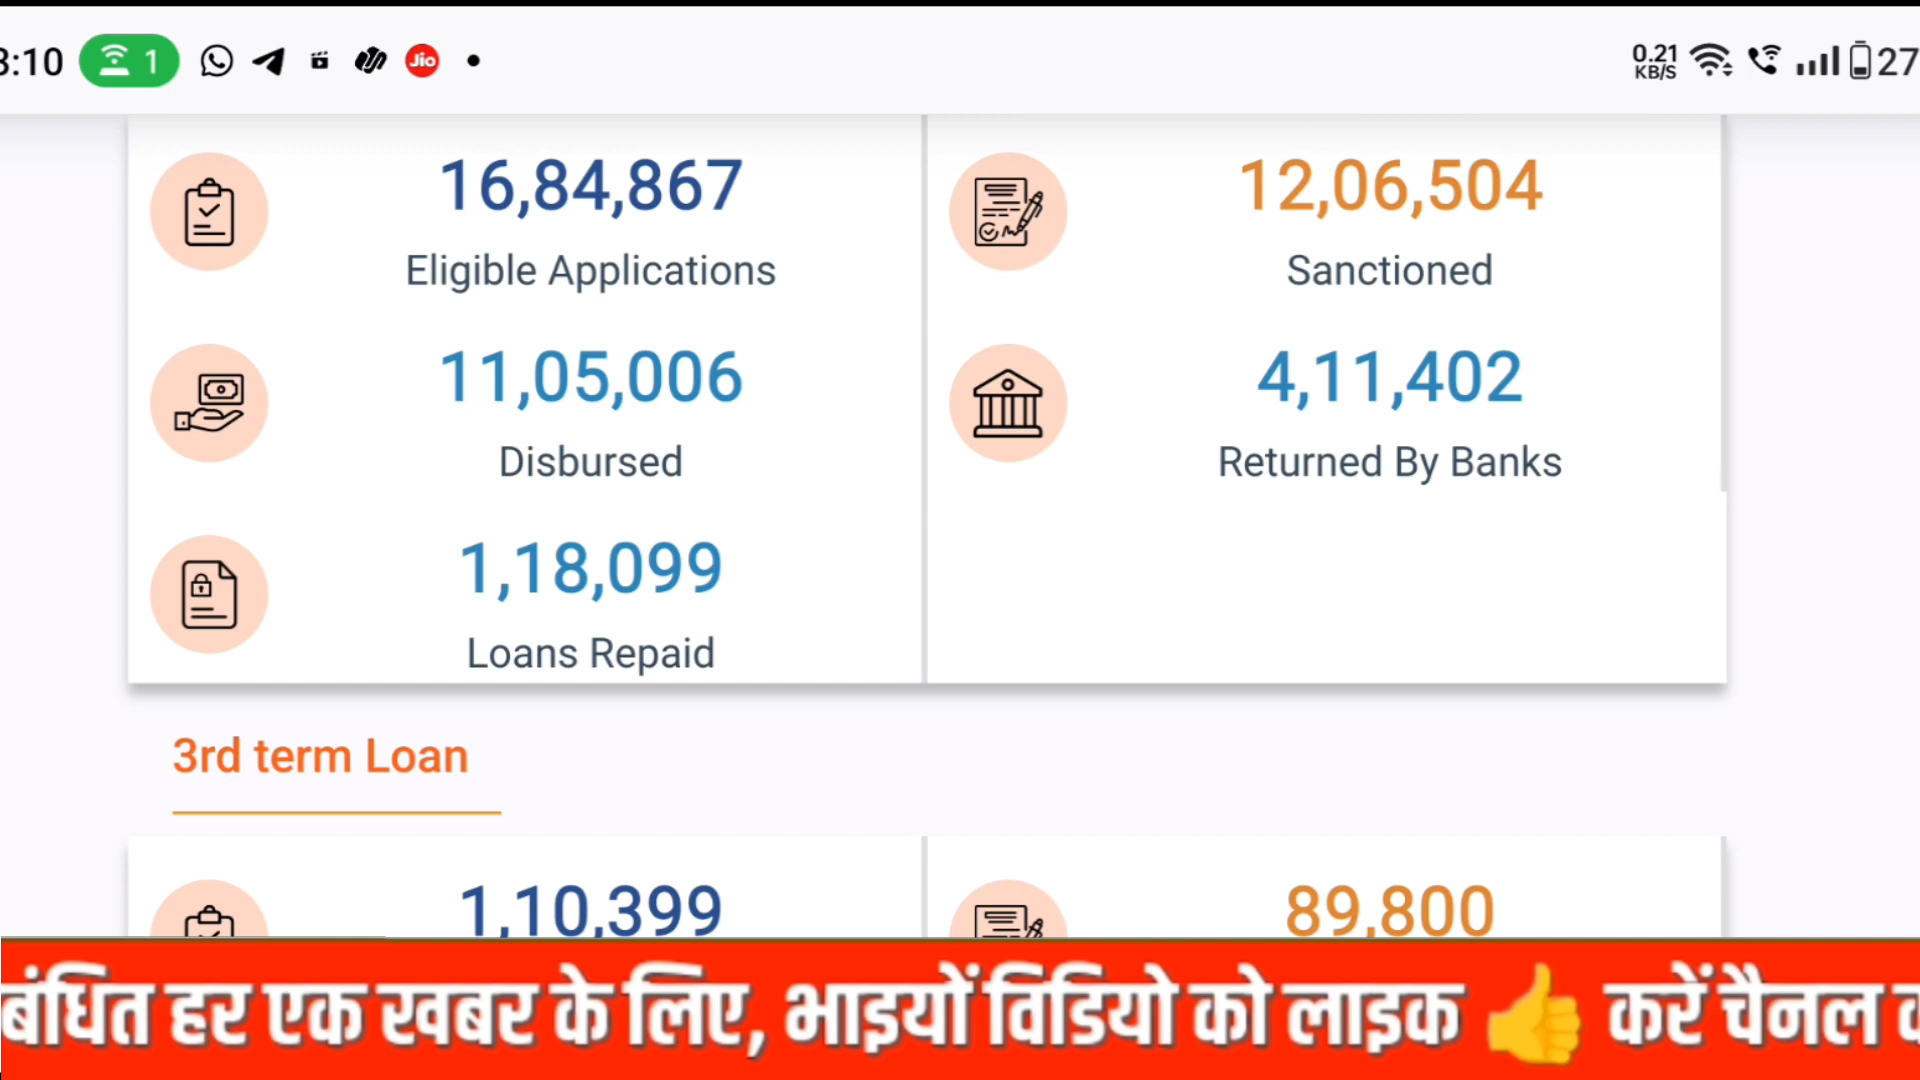 3:10 1 Jio 0.21 KB/S 27
16,84,867 12,06,504
Eligible Applications Sanctioned
11,05,006 4,11,402
Disbursed Returned By Banks
1,18,099
Loans Repaid
3rd term Loan
1,10,399 89,800
बंधित हर एक खबर के लिए, भाइयों विडियो को लाइक 👍 करें चैनल